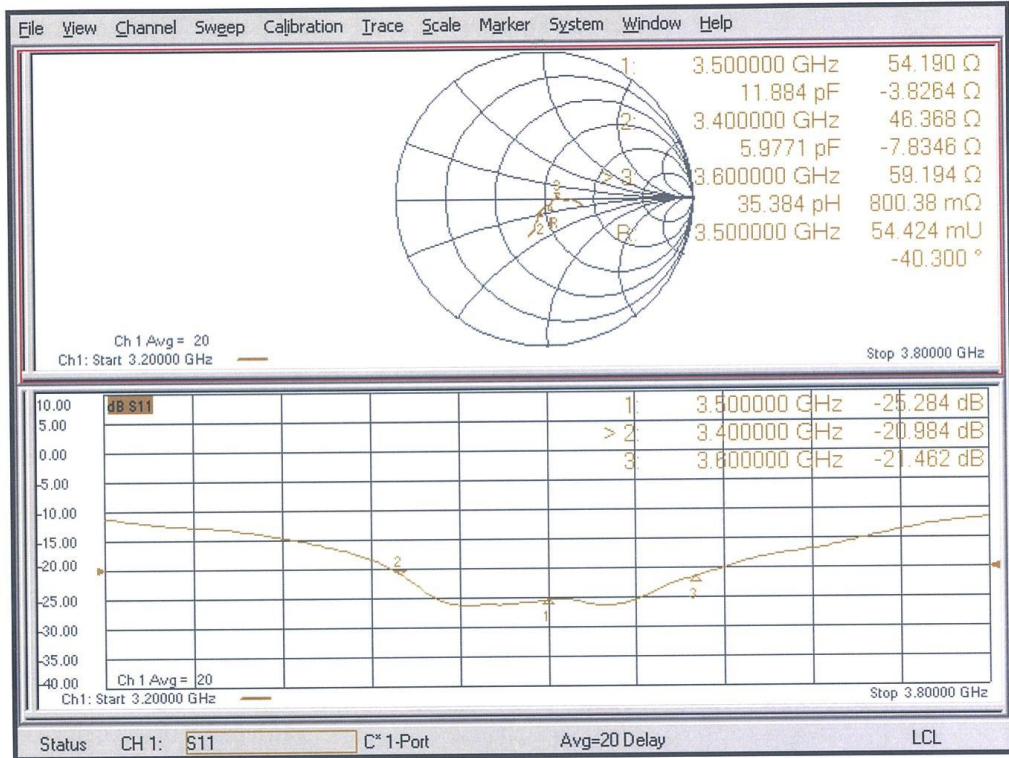 File View Channel Sweep Calibration Trace Scale Marker System Window Help
1: 3.500000 GHz 54.190 Ω
11.884 pF -3.8264 Ω
2: 3.400000 GHz 46.368 Ω
5.9771 pF -7.8346 Ω
> 3: 3.600000 GHz 59.194 Ω
35.384 pH 800.38 mΩ
R: 3.500000 GHz 54.424 mU
-40.300 °
3
2 R
Ch 1 Avg = 20
Ch1: Start 3.20000 GHz
Stop 3.80000 GHz
10.00 dB S11
5.00
0.00
-5.00
-10.00
-15.00
-20.00
-25.00
-30.00
-35.00
-40.00
1: 3.500000 GHz -25.284 dB
> 2: 3.400000 GHz -20.984 dB
3: 3.600000 GHz -21.462 dB
2
1
3
Ch 1 Avg = 20
Ch1: Start 3.20000 GHz
Stop 3.80000 GHz
Status CH 1: S11 C* 1-Port Avg=20 Delay LCL